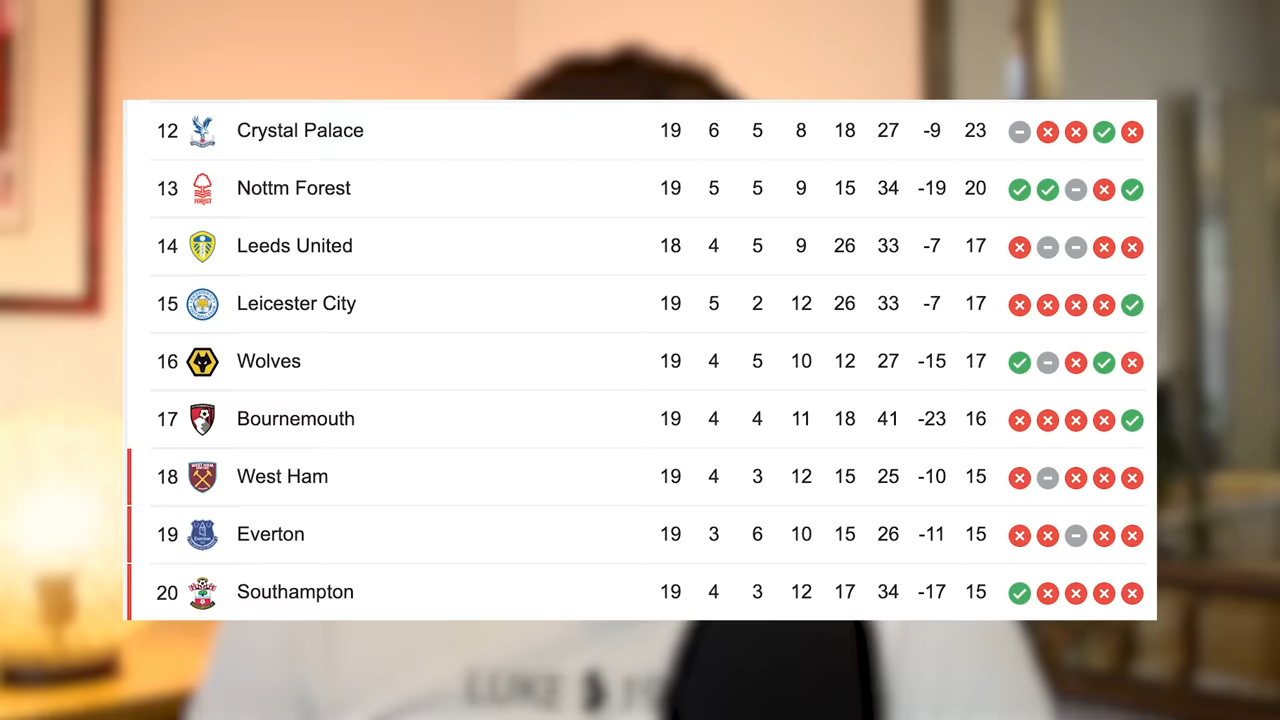 12 Crystal Palace 19 6 5 8 18 27 -9 23
13 Nottm Forest 19 5 5 9 15 34 -19 20
14 Leeds United 18 4 5 9 26 33 -7 17
15 Leicester City 19 5 2 12 26 33 -7 17
16 Wolves 19 4 5 10 12 27 -15 17
17 Bournemouth 19 4 4 11 18 41 -23 16
18 West Ham 19 4 3 12 15 25 -10 15
19 Everton 19 3 6 10 15 26 -11 15
20 Southampton 19 4 3 12 17 34 -17 15
LUKE